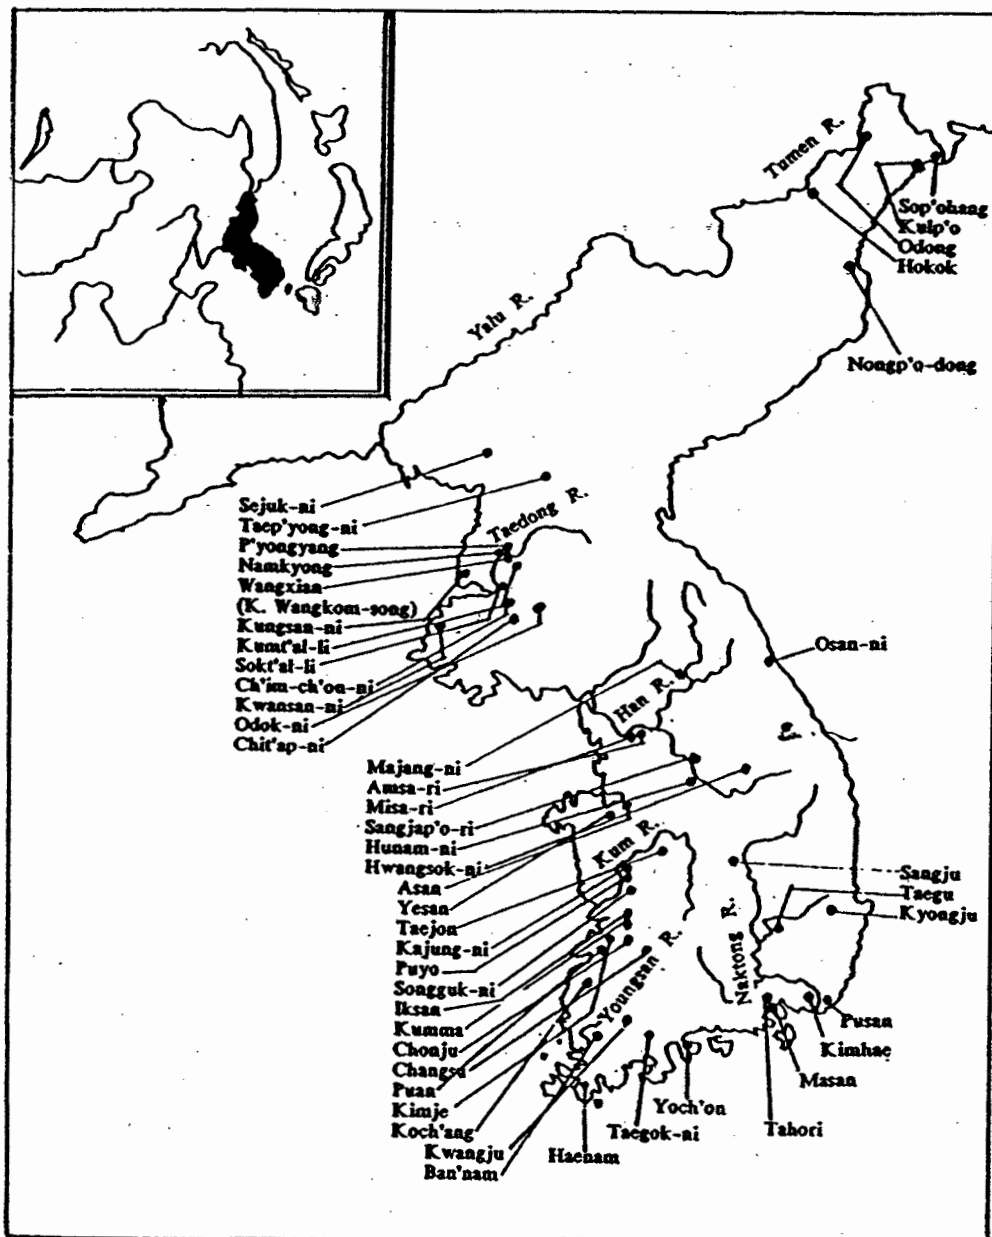 Tumen R.
Sop'ohang
Kulp'o
Odong
Hokok
Yalu R.
Nongp'o-dong
Sejuk-ni
Taep'yong-ni
Taedong R.
P'yongyang
Namkyong
Wangxian
(K. Wangkom-song)
Kungsan-ni
Kumt'al-li
Sokt'al-li
Ch'im-ch'on-ni
Kwansan-ni
Odok-ni
Chit'ap-ni
Osan-ni
Han R.
Majang-ni
Amsa-ri
Misa-ri
Sangjap'o-ri
Hunam-ni
Hwangsok-ni
Asan
Yesan
Taejon
Kajung-ni
Puyo
Songguk-ni
Iksan
Kumma
Chonju
Changsu
Puan
Kimje
Koch'ang
Kwangju
Ban'nam
Kum R.
Youngsan R.
Naktong R.
Sangju
Taegu
Kyongju
Pusan
Kimhae
Masan
Tahori
Yoch'on
Taegok-ni
Haenam